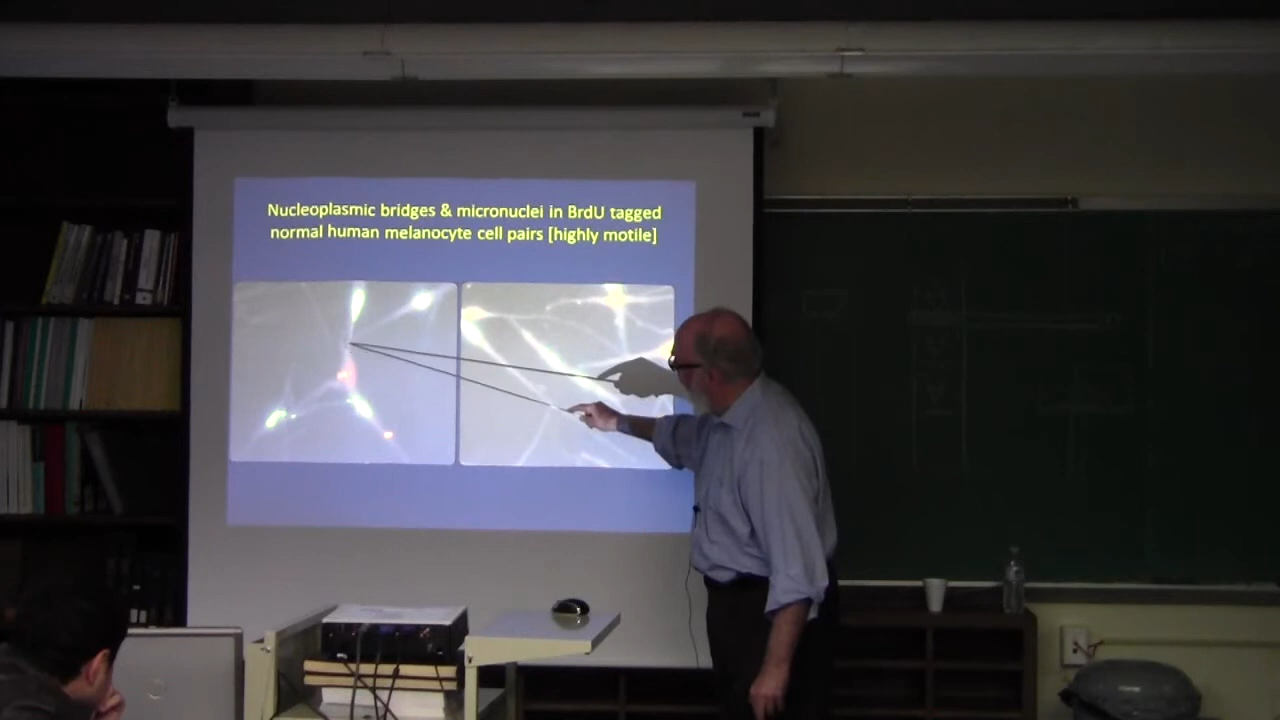 Nucleoplasmic bridges & micronuclei in BrdU tagged
normal human melanocyte cell pairs [highly motile]